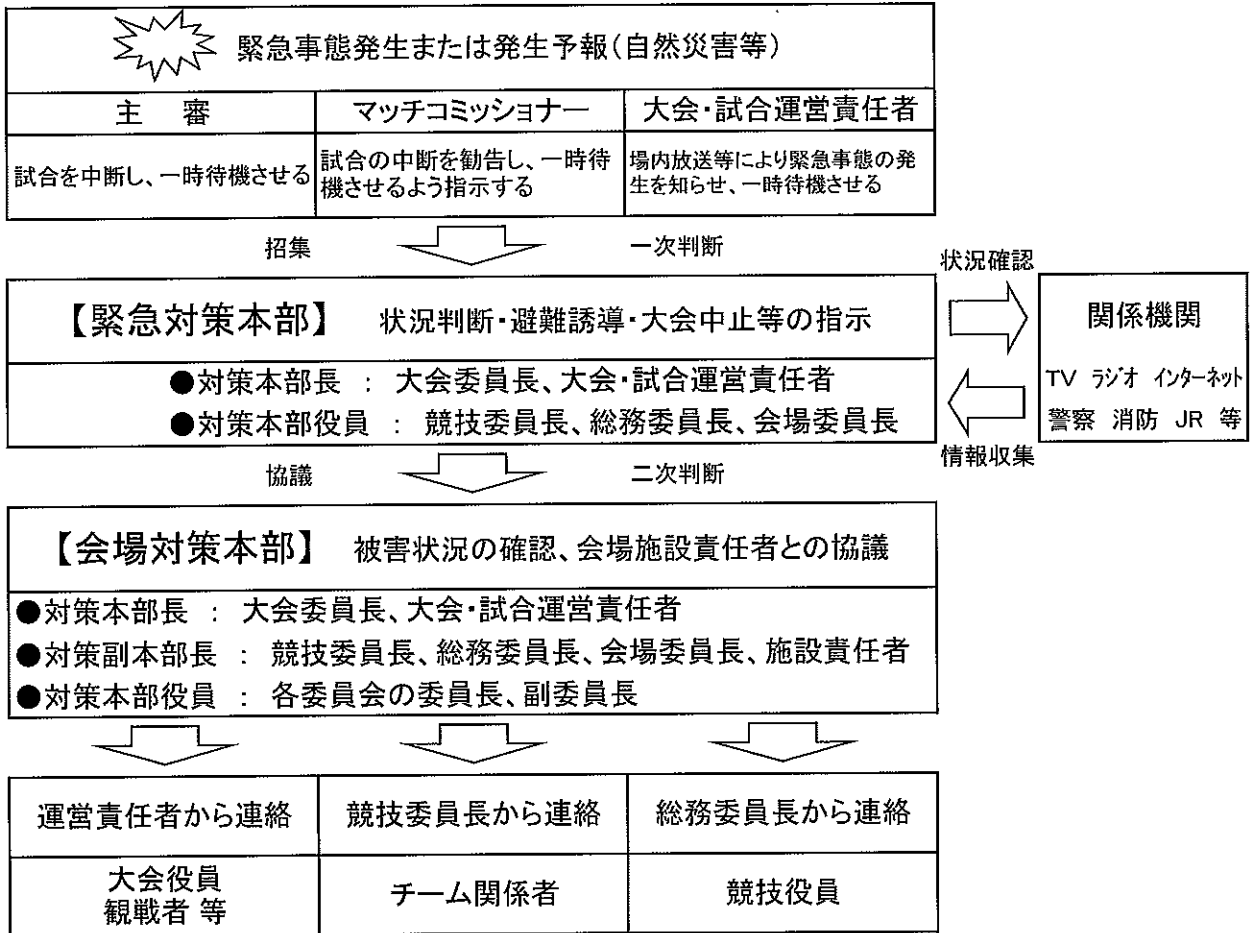 緊急事態発生または発生予報(自然災害等)
主 審
マッチコミッショナー
大会・試合運営責任者
試合を中断し、一時待機させる
試合の中断を勧告し、一時待
機させるよう指示する
場内放送等により緊急事態の発
生を知らせ、一時待機させる
招集
一次判断
【緊急対策本部】 状況判断・避難誘導・大会中止等の指示
●対策本部長 : 大会委員長、大会・試合運営責任者
●対策本部役員 : 競技委員長、総務委員長、会場委員長
状況確認
関係機関
TV ラジオ インターネット
警察 消防 JR 等
情報収集
協議
二次判断
【会場対策本部】 被害状況の確認、会場施設責任者との協議
●対策本部長 : 大会委員長、大会・試合運営責任者
●対策副本部長 : 競技委員長、総務委員長、会場委員長、施設責任者
●対策本部役員 : 各委員会の委員長、副委員長
運営責任者から連絡
競技委員長から連絡
総務委員長から連絡
大会役員
観戦者 等
チーム関係者
競技役員